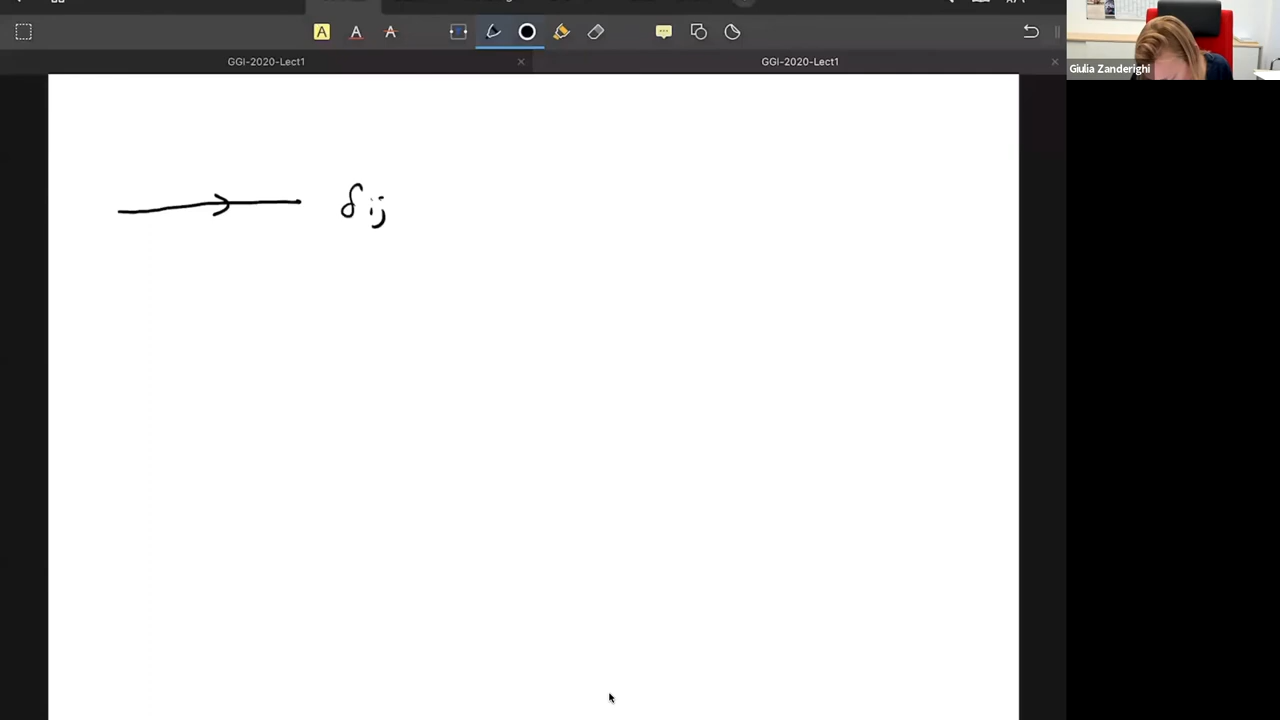 GGI-2020-Lect1
GGI-2020-Lect1
Giulia Zanderighi
A
A
A
δij